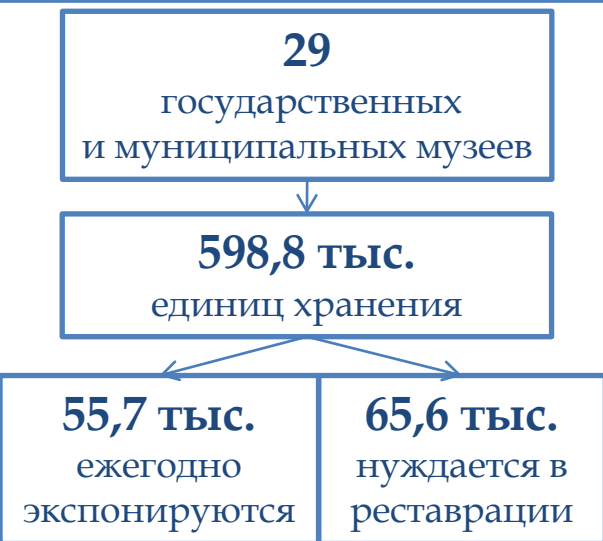 29
государственных
и муниципальных музеев
598,8 тыс.
единиц хранения
55,7 тыс.
ежегодно
экспонируются
65,6 тыс.
нуждается в
реставрации